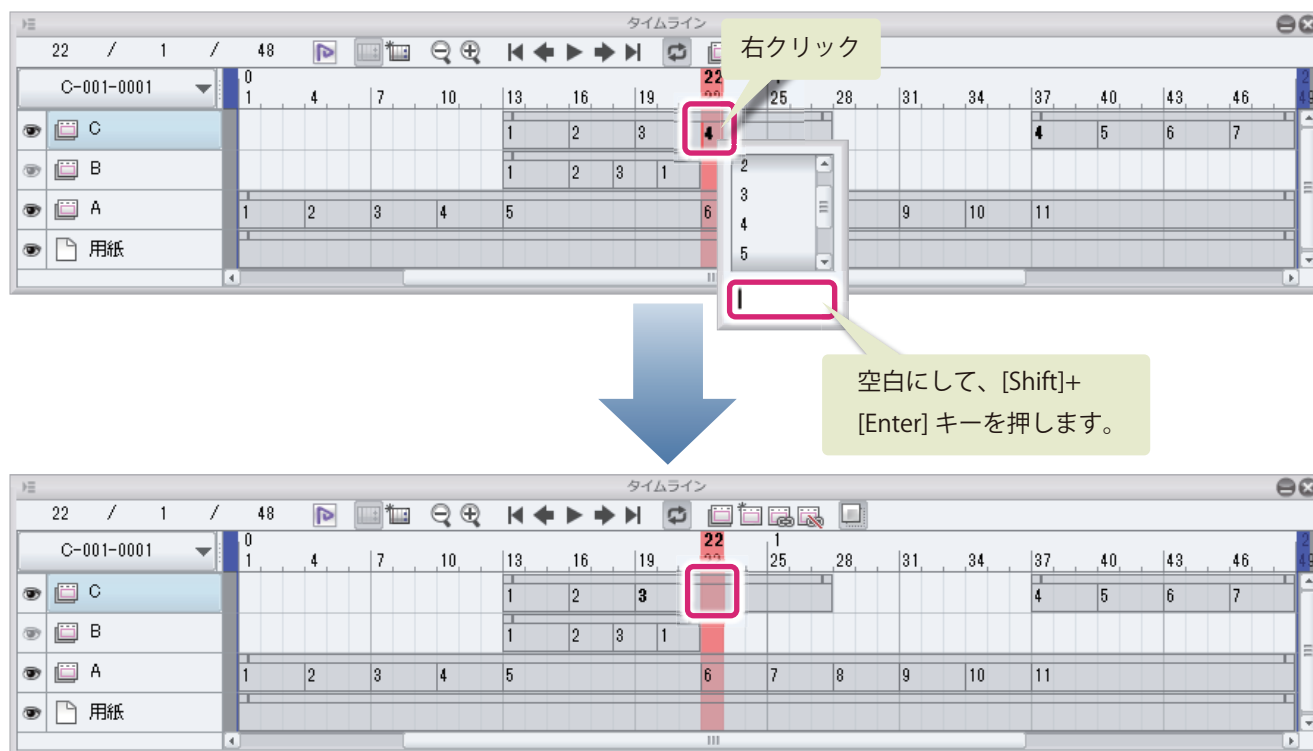 タイムライン
22 / 1 / 48
右クリック
C-001-0001
0 22
1 4 7 10 13 16 19 25 28 31 34 37 40 43 46
C 1 2 3 4 4 5 6 7
B 1 2 3 1
A 1 2 3 4 5 6 9 10 11
用紙
2
3
4
5
空白にして、[Shift]+
[Enter] キーを押します。
タイムライン
22 / 1 / 48
C-001-0001
0 22 1 2
1 4 7 10 13 16 19 25 28 31 34 37 40 43 46
C 1 2 3 4 5 6 7
B 1 2 3 1
A 1 2 3 4 5 6 7 8 9 10 11
用紙